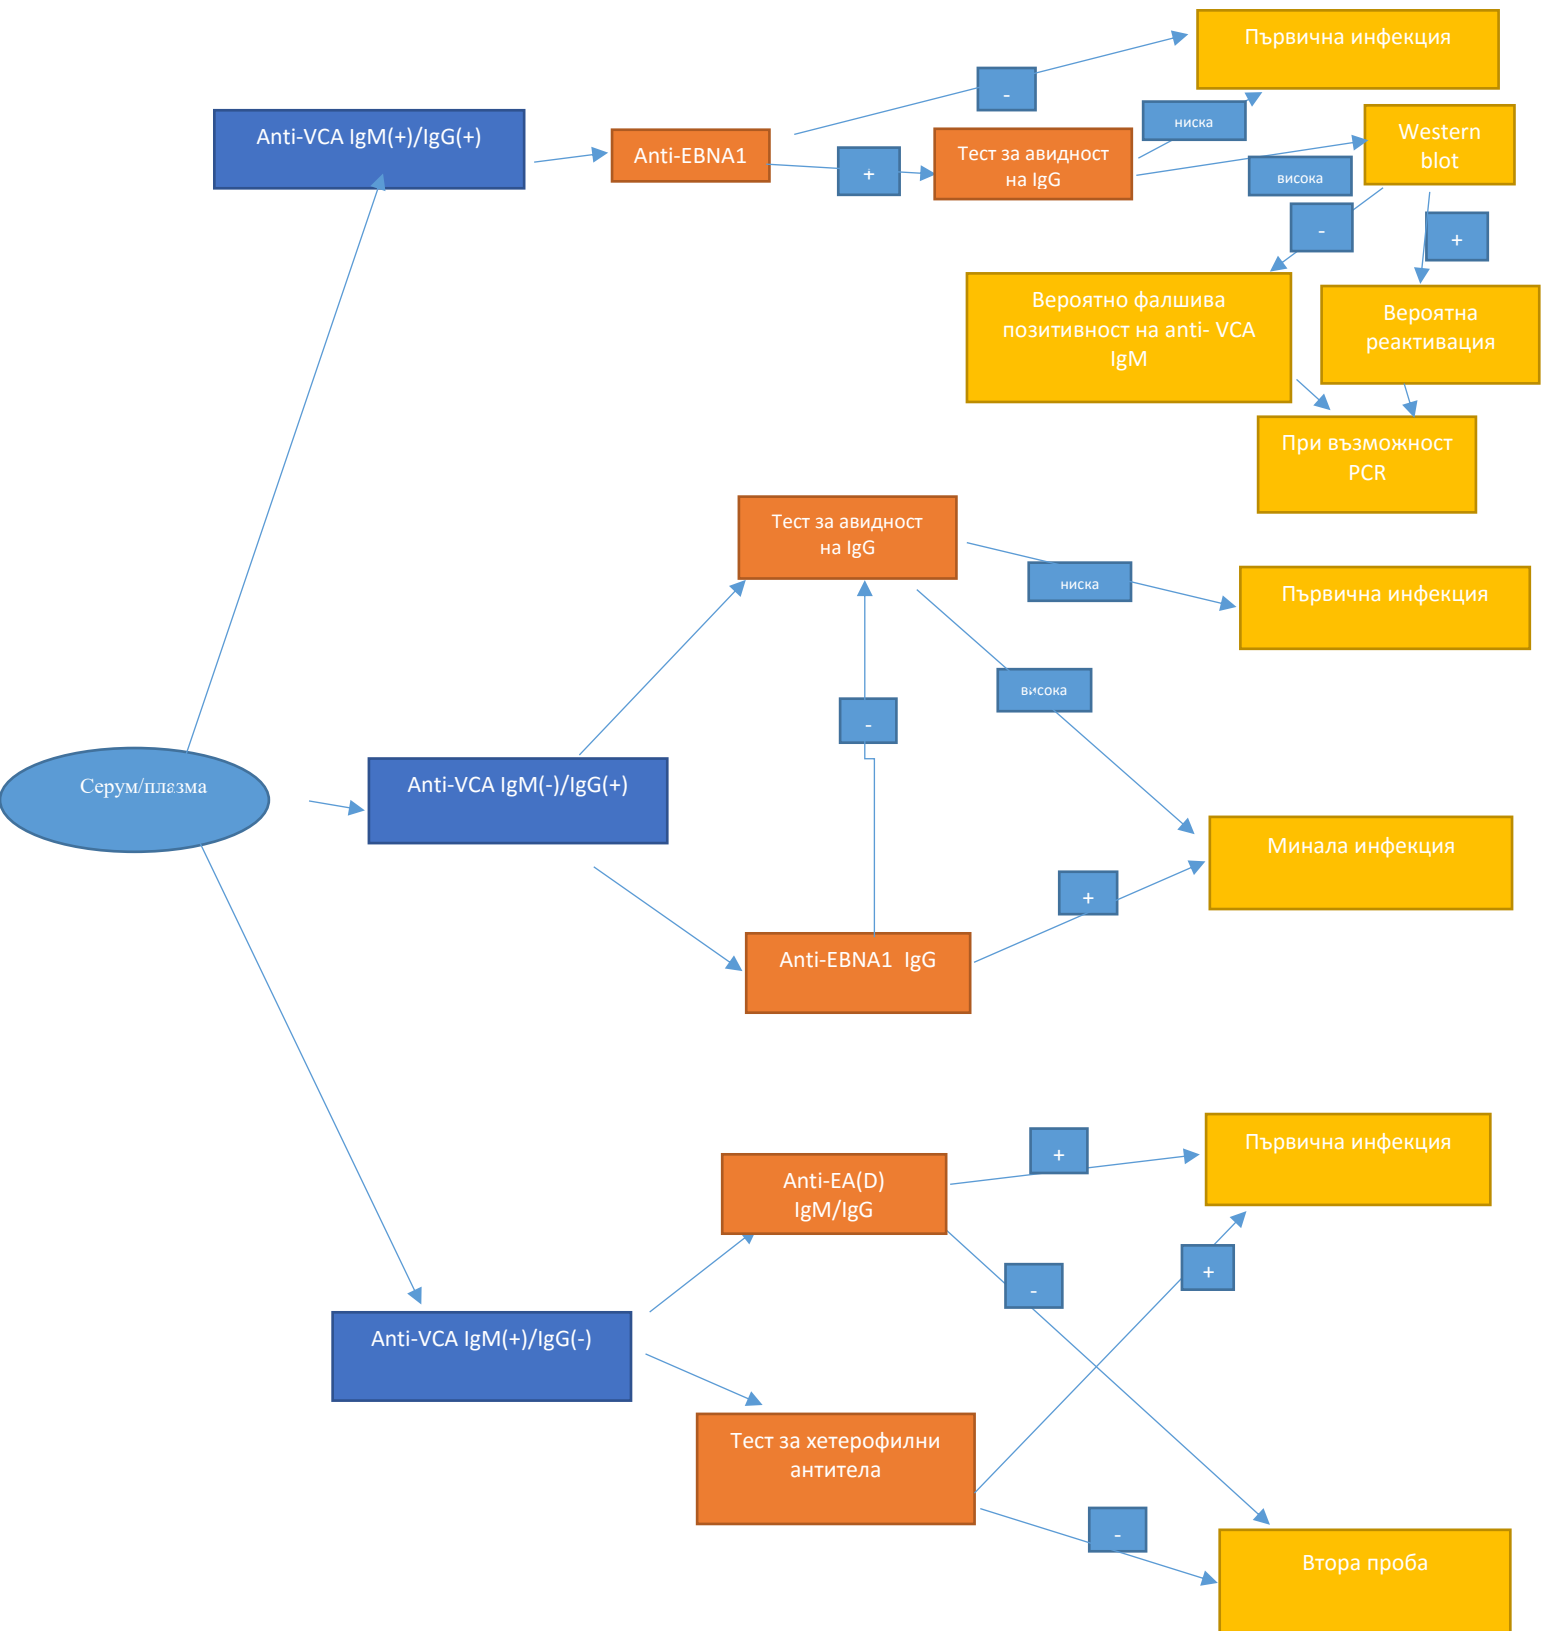 Първична инфекция
-
Anti-VCA IgM(+)/IgG(+)
Anti-EBNA1
+
Тест за авидност
на IgG
ниска
висока
Western
blot
-
+
Вероятно фалшива
позитивност на anti- VCA
IgM
Вероятна
реактивация
При възможност
PCR
Тест за авидност
на IgG
ниска
Първична инфекция
висока
-
Серум/плазма
Anti-VCA IgM(-)/IgG(+)
Минала инфекция
+
Anti-EBNA1 IgG
Първична инфекция
+
Anti-EA(D)
IgM/IgG
+
-
Anti-VCA IgM(+)/IgG(-)
Тест за хетерофилни
антитела
-
Втора проба